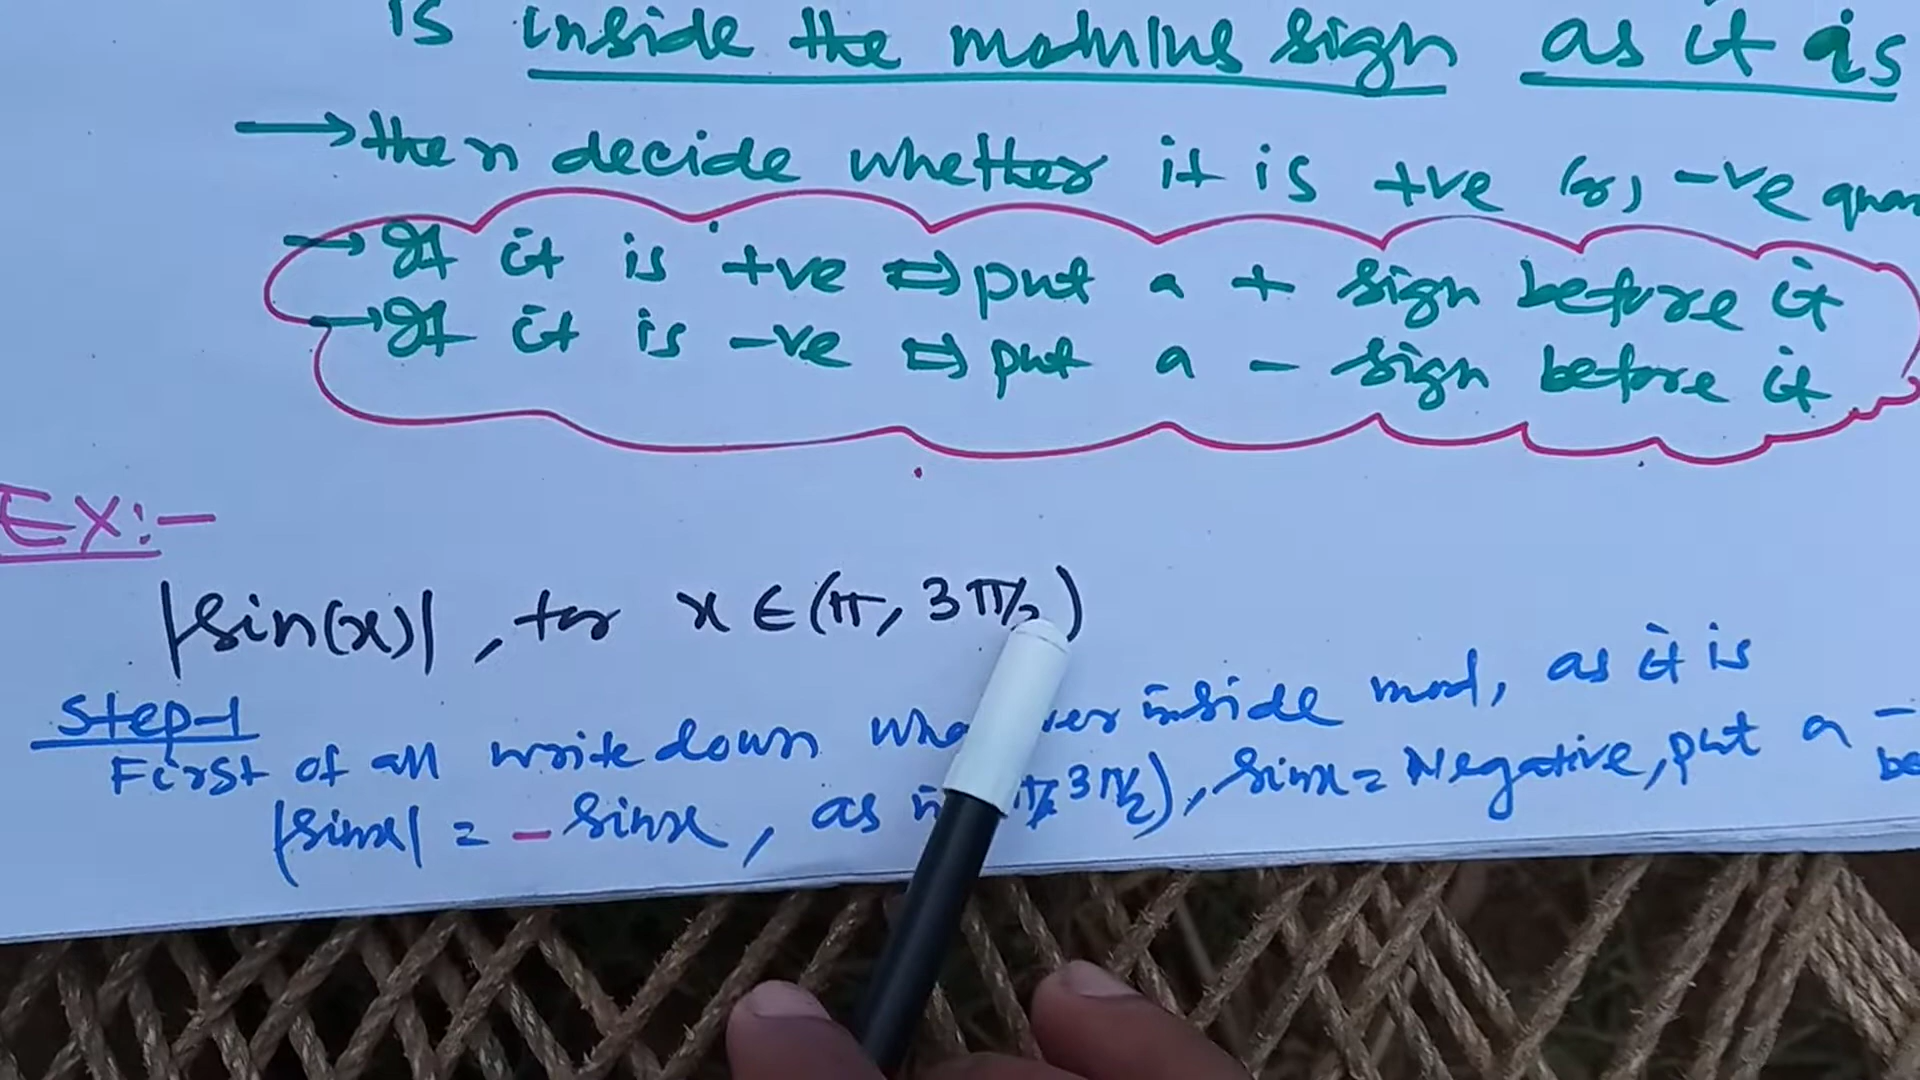 is inside the modulus sign as it is
→ then decide whether it is +ve (or) -ve
→ If it is +ve ⇒ put a + sign before it
→ If it is -ve ⇒ put a - sign before it
EX:-
|sin(x)|, for x ∈ (π, 3π/2)
Step-1
First of all write down inside mod, as it is
|sinx| = - sinx, as in 3π/2), sinx = Negative, put a -